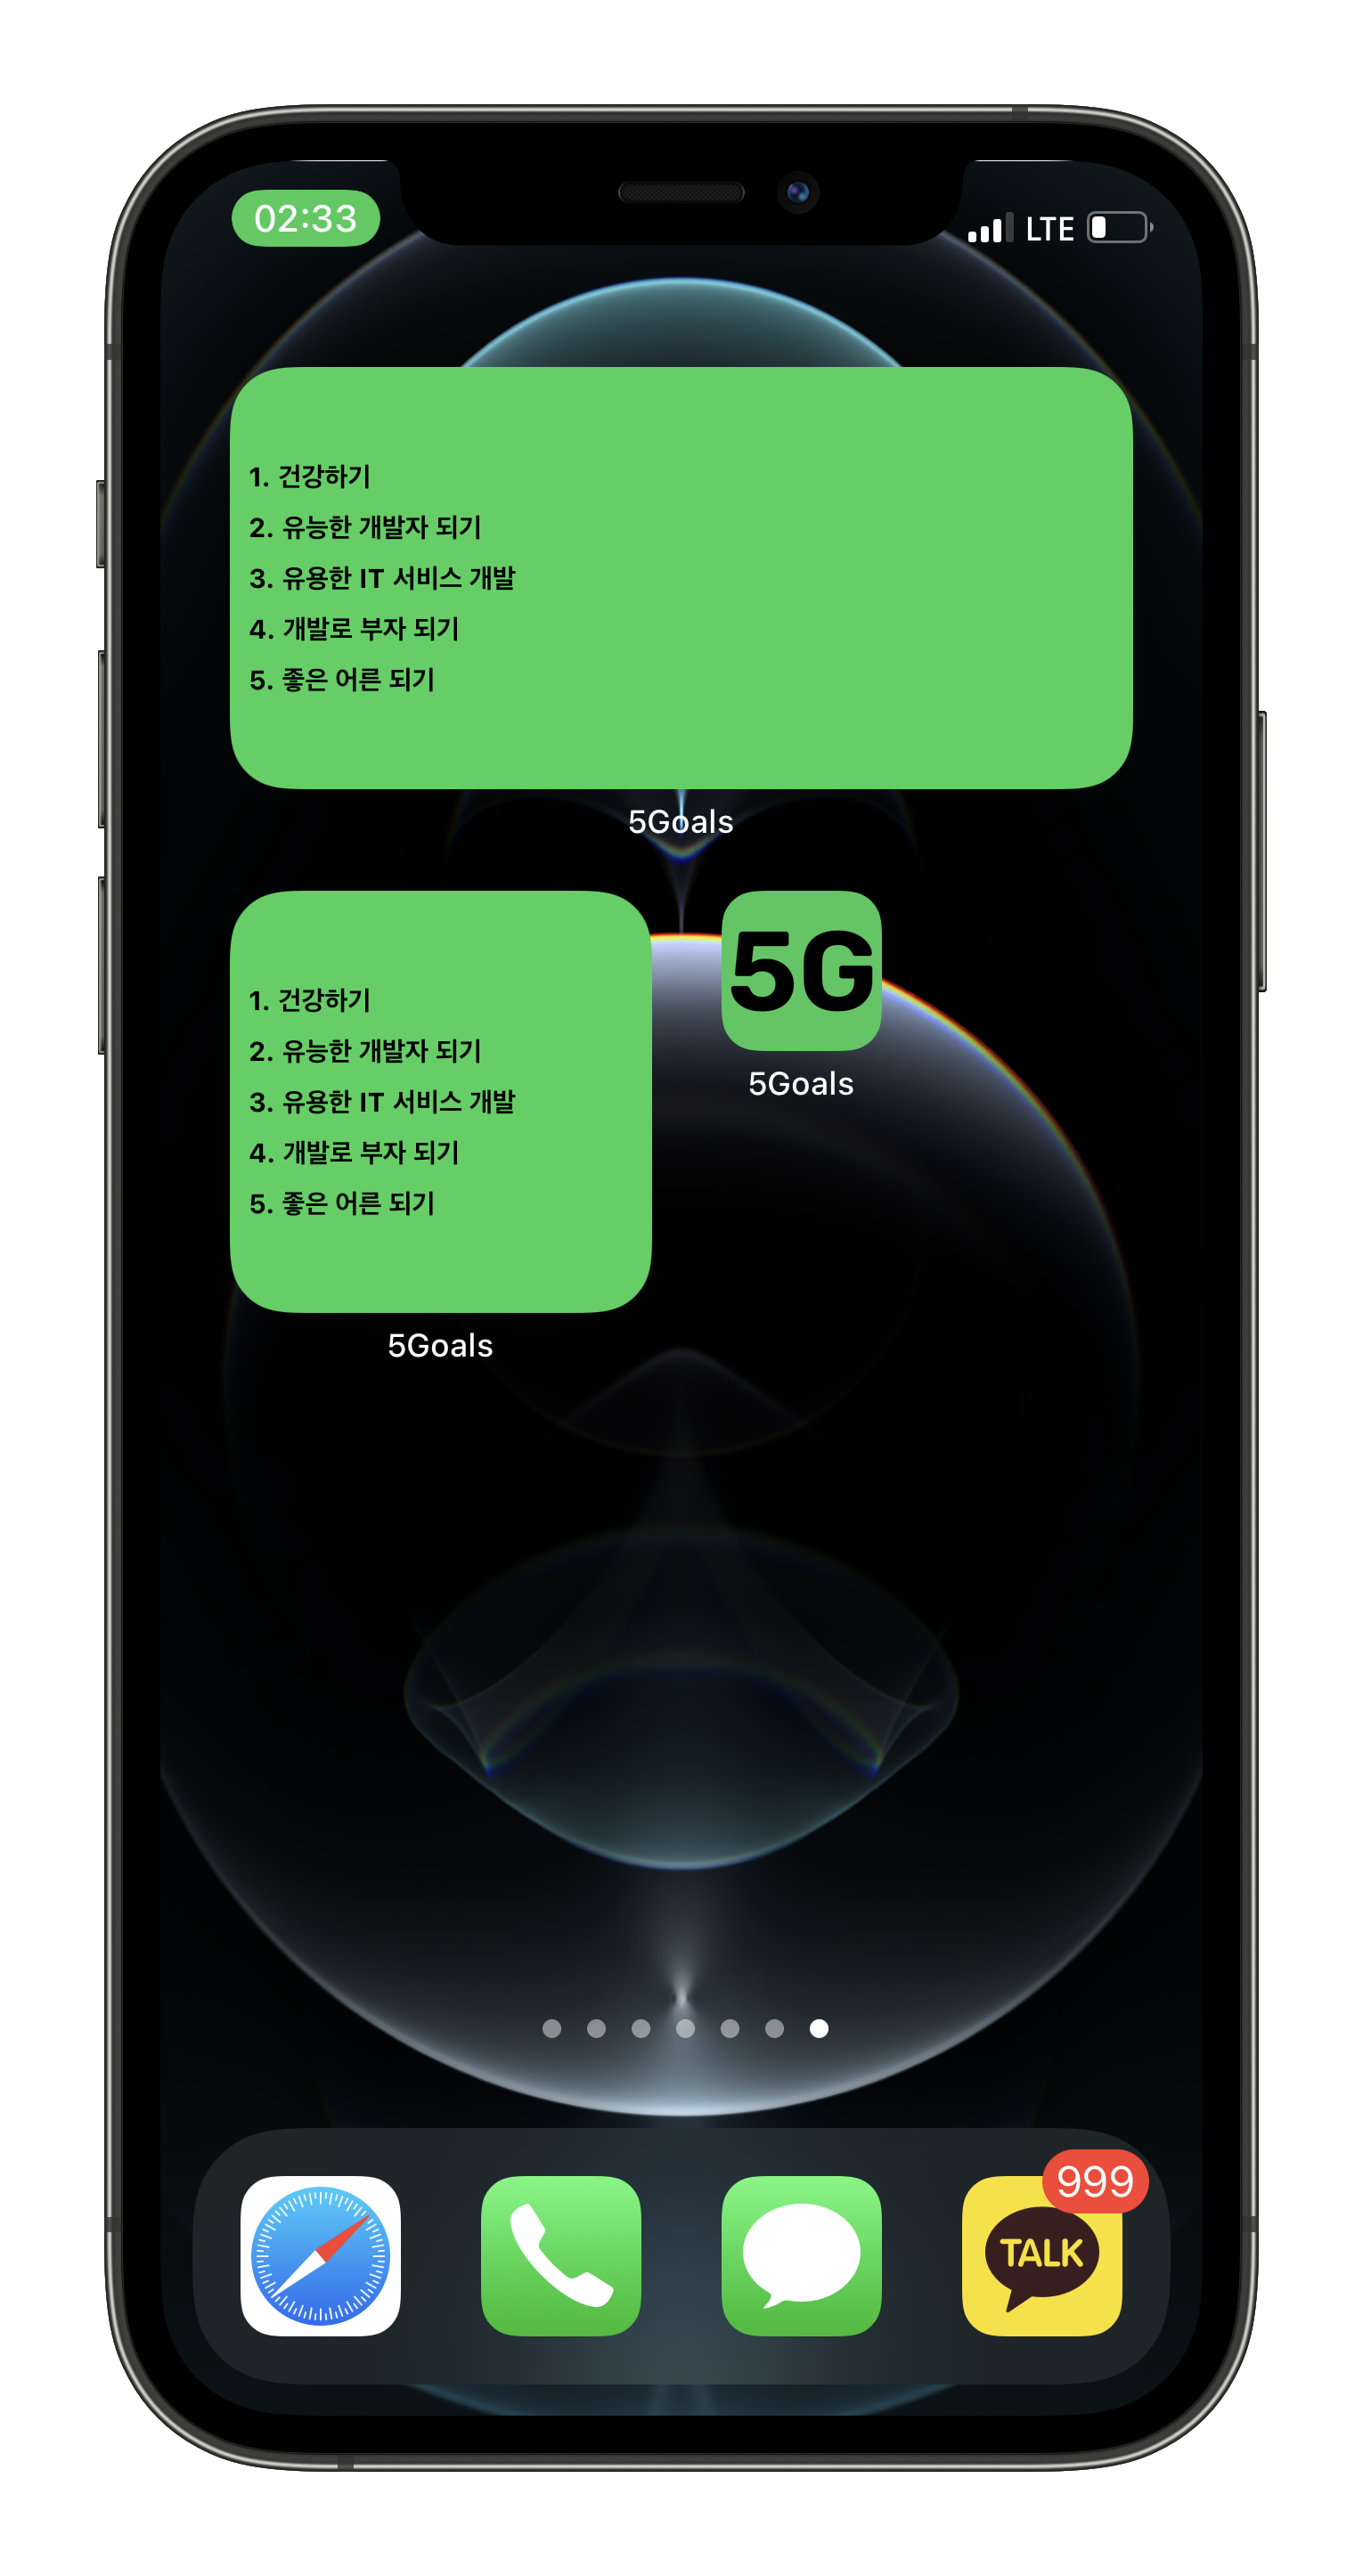 02:33
LTE
1. 건강하기
2. 유능한 개발자 되기
3. 유용한 IT 서비스 개발
4. 개발로 부자 되기
5. 좋은 어른 되기
5Goals
1. 건강하기
2. 유능한 개발자 되기
3. 유용한 IT 서비스 개발
4. 개발로 부자 되기
5. 좋은 어른 되기
5Goals
5G
5Goals
999
TALK